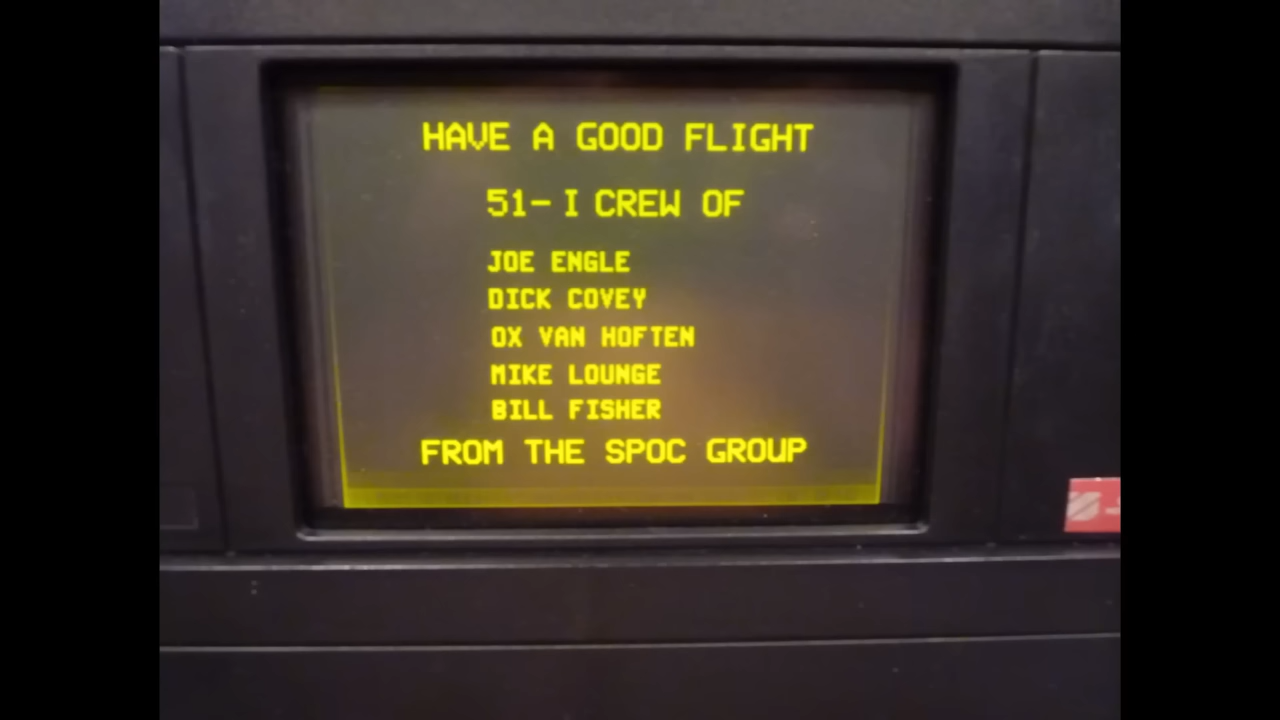 HAVE A GOOD FLIGHT
51-I CREW OF
JOE ENGLE
DICK COVEY
OX VAN HOFTEN
MIKE LOUNGE
BILL FISHER
FROM THE SPOC GROUP